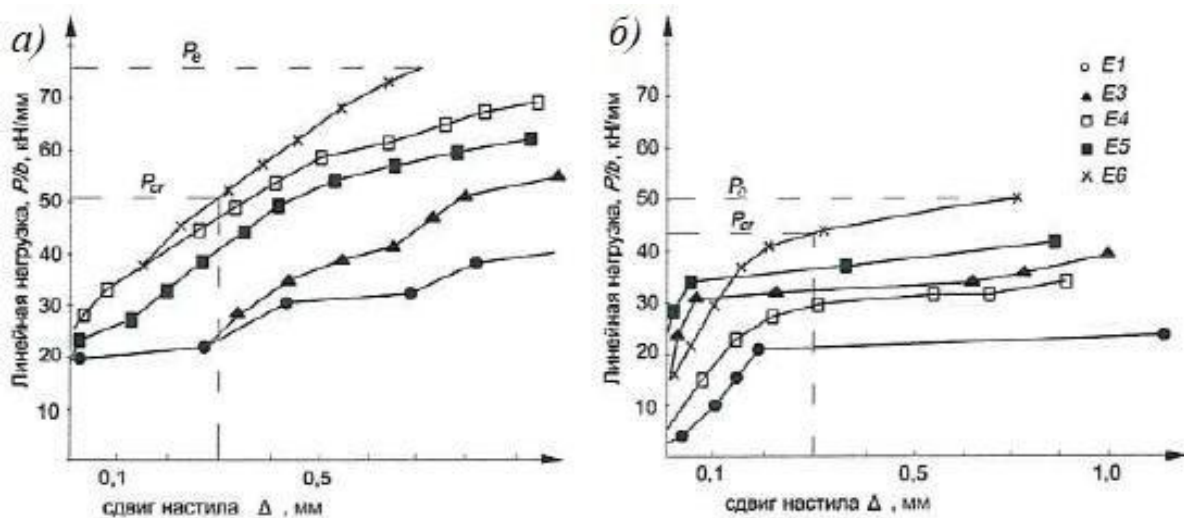 а)
Линейная нагрузка, P/b, кН/мм
70
60
50
40
30
20
10
Pe
Pcr
0,1
0,5
сдвиг настила Δ , мм
б)
Линейная нагрузка, P/b, кН/мм
70
60
50
40
30
20
10
Pcr
0,1
0,5
1,0
сдвиг настила Δ , мм
E1
E3
E4
E5
E6